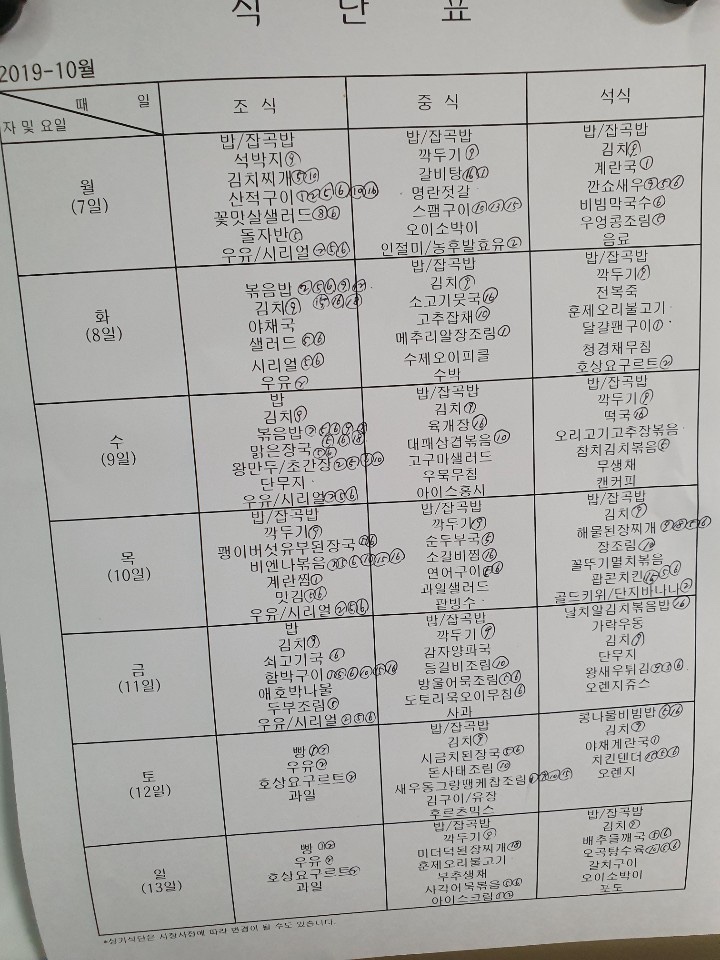 식 단 표
2019-10월
때 일
자 및 요일
조 식
중 식
석식
월
(7일)
밥/잡곡밥
석박지⑨
김치찌개⑤⑩
산적구이
꽃맛살샐러드⑧⑥
돌자반⑤
우유/시리얼②⑤⑥
밥/잡곡밥
깍두기⑨
갈비탕⑯①
명란젓갈
스팸구이
오이소박이
인절미/농후발효유②
밥/잡곡밥
김치⑨
계란국①
깐쇼새우⑨⑤⑥
비빔막국수⑥
우엉콩조림⑤
음료
화
(8일)
볶음밥
김치⑨
야채국
샐러드⑤⑥
시리얼⑤⑥
우유②
밥/잡곡밥
김치⑨
소고기뭇국⑯
고추잡채⑩
메추리알장조림①
수제오이피클
수박
밥/잡곡밥
깍두기⑨
전복죽
훈제오리불고기
달걀팬구이①
청경채무침
호상요구르트②
수
(9일)
밥
김치⑨
볶음밥
맑은장국⑤⑥
왕만두/초간장
단무지
우유/시리얼②⑤⑥
밥/잡곡밥
김치⑨
육개장⑯
대패삼겹볶음⑩
고구마샐러드
우묵무침
아이스홍시
밥/잡곡밥
깍두기⑨
떡국⑯
오리고기고추장볶음
참치김치볶음⑤
무생채
캔커피
목
(10일)
밥/잡곡밥
깍두기⑨
팽이버섯유부된장국⑤⑥
비엔나볶음
계란찜①
맛김⑤⑥
우유/시리얼②⑤⑥
밥/잡곡밥
깍두기⑨
순두부국⑤
소갈비찜⑯
연어구이⑤⑥
과일샐러드
팥빙수
밥/잡곡밥
김치⑨
해물된장찌개
장조림⑩
꼴뚜기멸치볶음
팝콘치킨⑮⑤⑥
골드키위/단지바나나②
금
(11일)
밥
김치⑨
쇠고기국⑥
함박구이
애호박나물
두부조림⑤
우유/시리얼②⑤⑥
밥/잡곡밥
깍두기⑨
감자양파국
등갈비조림⑩
방울어묵조림⑤⑥
도토리묵오이무침⑥
사과
날치알김치볶음밥⑯
가락우동
김치⑨
단무지
왕새우튀김⑨⑤⑥
오렌지쥬스
토
(12일)
빵①②
우유②
호상요구르트②
과일
밥/잡곡밥
김치⑨
시금치된장국⑤⑥
돈사태조림⑩
새우동그랑땡케찹조림
김구이/유장
후르츠믹스
콩나물비빔밥⑤⑯
김치⑨
야채계란국①
치킨텐더⑮⑤⑥
오렌지
일
(13일)
빵①②
우유②
호상요구르트②
과일
밥/잡곡밥
깍두기⑨
미더덕된장찌개⑱
훈제오리불고기
부추생채
사각어묵볶음⑤⑥
아이스크림①②
밥/잡곡밥
김치⑨
배추들깨국⑤⑥
오곡탕수육⑩⑤⑥
갈치구이
오이소박이
포도
*상기식단은 시장사정에 따라 변경이 될 수도 있습니다.